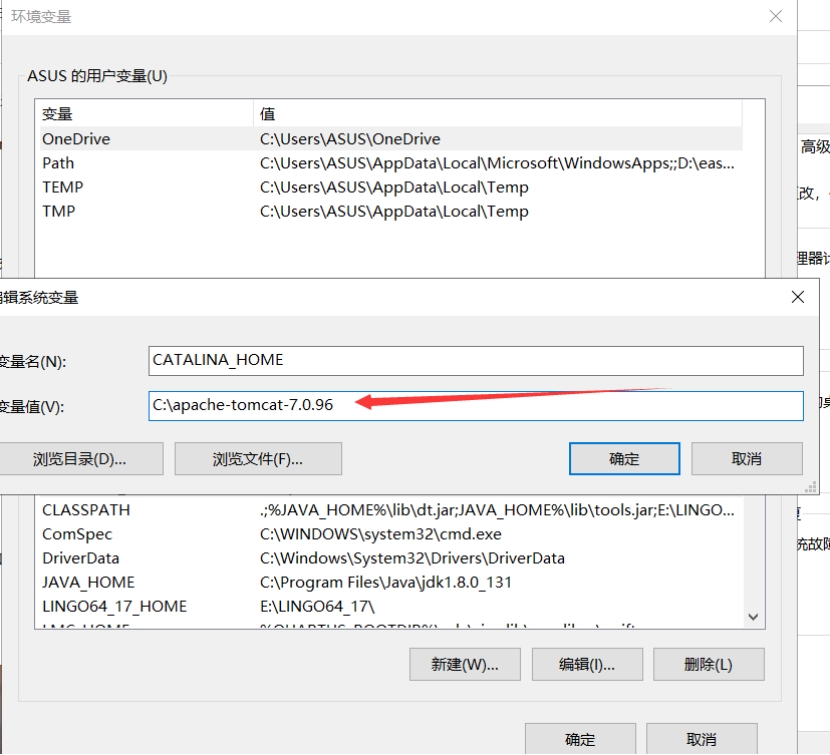 环境变量
ASUS 的用户变量(U)
变量 值
OneDrive C:\Users\ASUS\OneDrive
Path C:\Users\ASUS\AppData\Local\Microsoft\WindowsApps;;D:\eas...
TEMP C:\Users\ASUS\AppData\Local\Temp
TMP C:\Users\ASUS\AppData\Local\Temp
高级
改，
理器
辑系统变量
变量名(N): CATALINA_HOME
变量值(V): C:\apache-tomcat-7.0.96
浏览目录(D)... 浏览文件(F)... 确定 取消
CLASSPATH .;%JAVA_HOME%\lib\dt.jar;JAVA_HOME%\lib\tools.jar;E:\LINGO...
ComSpec C:\WINDOWS\system32\cmd.exe
统故障
DriverData C:\Windows\System32\Drivers\DriverData
JAVA_HOME C:\Program Files\Java\jdk1.8.0_131
LINGO64_17_HOME E:\LINGO64_17\
新建(W)... 编辑(I)... 删除(L)
确定 取消